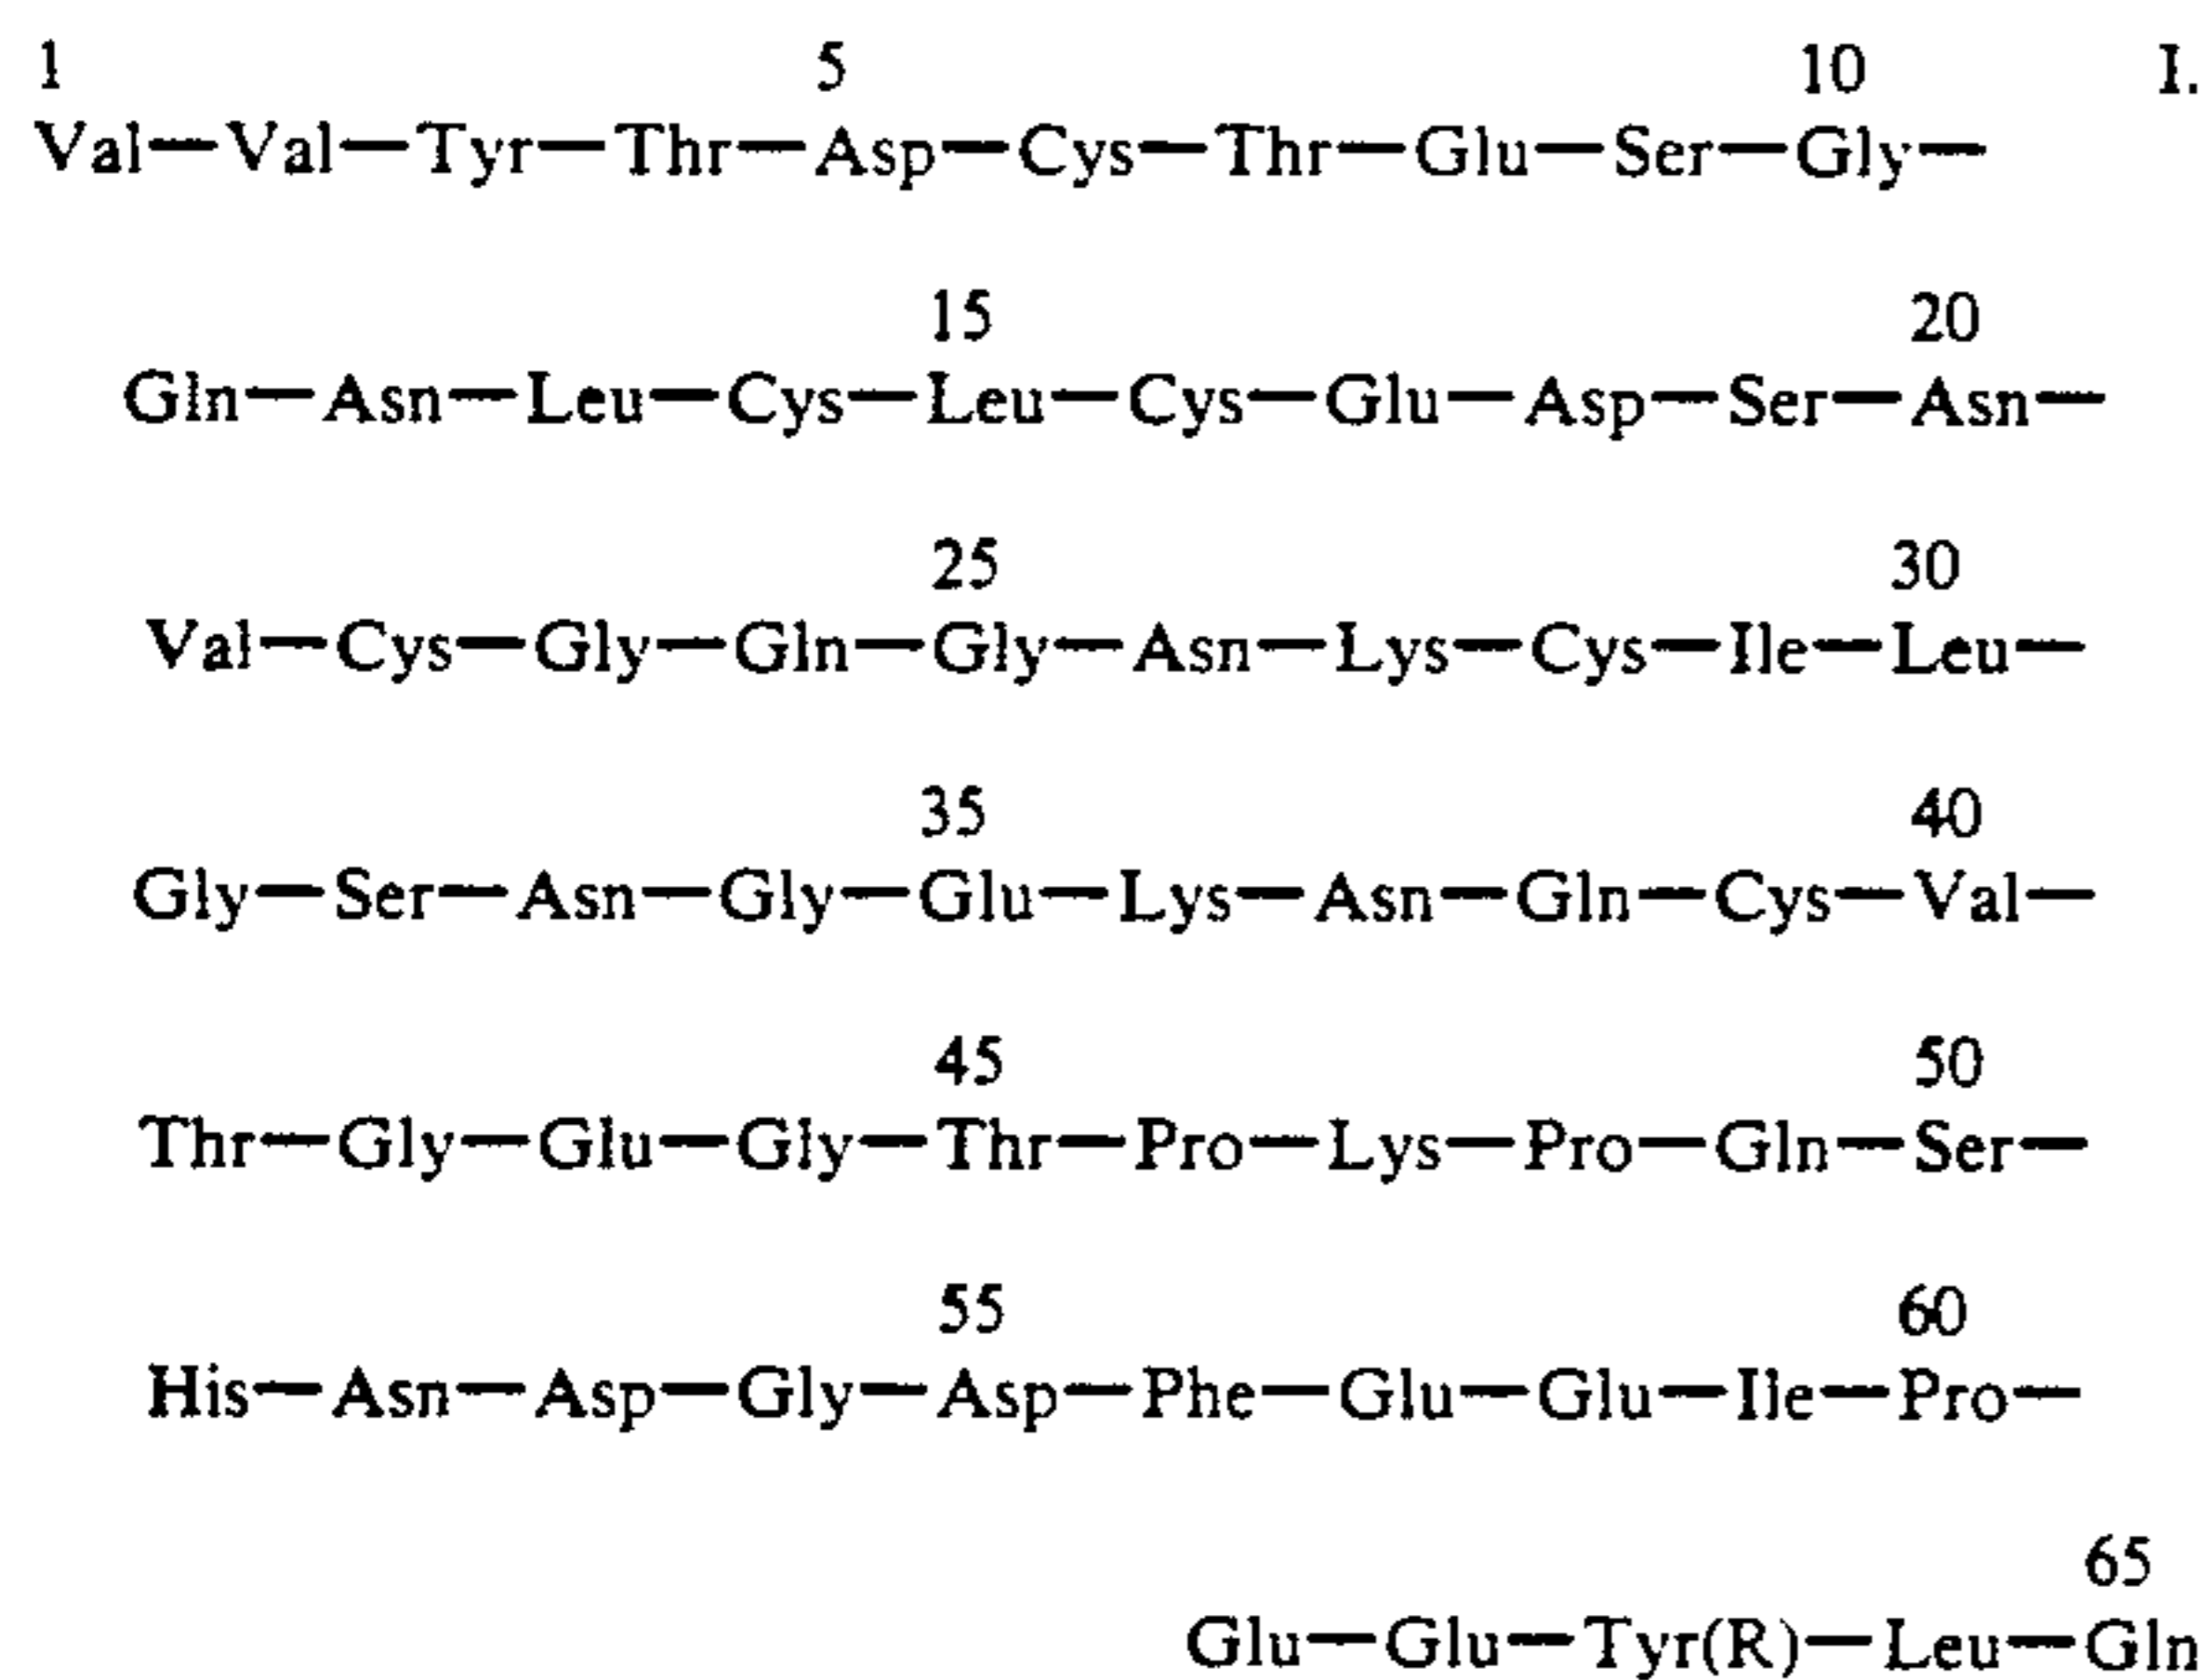 1 5 10 I.
Val—Val—Tyr—Thr—Asp—Cys—Thr—Glu—Ser—Gly—
15 20
Gln—Asn—Leu—Cys—Leu—Cys—Glu—Asp—Ser—Asn—
25 30
Val—Cys—Gly—Gln—Gly—Asn—Lys—Cys—Ile—Leu—
35 40
Gly—Ser—Asn—Gly—Glu—Lys—Asn—Gln—Cys—Val—
45 50
Thr—Gly—Glu—Gly—Thr—Pro—Lys—Pro—Gln—Ser—
55 60
His—Asn—Asp—Gly—Asp—Phe—Glu—Glu—Ile—Pro—
65
Glu—Glu—Tyr(R)—Leu—Gln